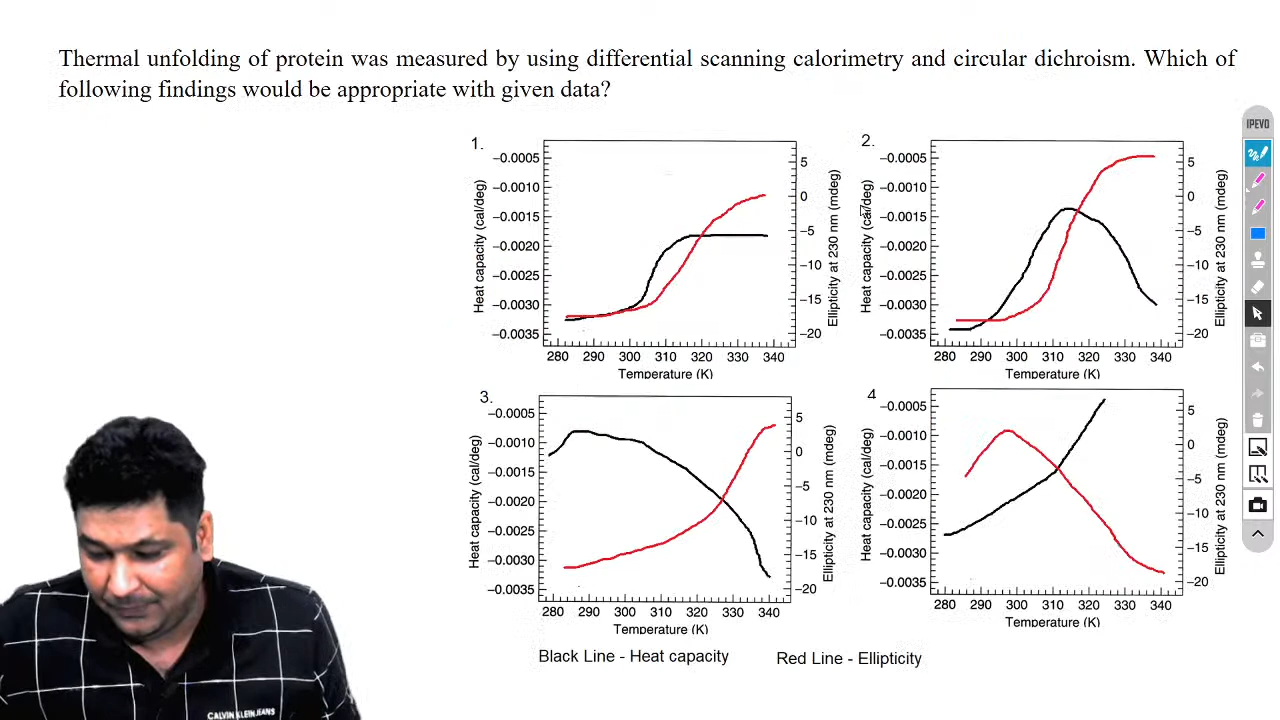 Thermal unfolding of protein was measured by using differential scanning calorimetry and circular dichroism. Which of
following findings would be appropriate with given data?
IPEVO
1.
−0.0005
−0.0010
−0.0015
−0.0020
−0.0025
−0.0030
−0.0035
Heat capacity (cal/deg)
5
0
−5
−10
−15
−20
Ellipticity at 230 nm (mdeg)
280 290 300 310 320 330 340
Temperature (K)
2.
−0.0005
−0.0010
−0.0015
−0.0020
−0.0025
−0.0030
−0.0035
Heat capacity (cal/deg)
5
0
−5
−10
−15
−20
Ellipticity at 230 nm (mdeg)
280 290 300 310 320 330 340
Temperature (K)
3.
−0.0005
−0.0010
−0.0015
−0.0020
−0.0025
−0.0030
−0.0035
Heat capacity (cal/deg)
5
0
−5
−10
−15
−20
Ellipticity at 230 nm (mdeg)
280 290 300 310 320 330 340
Temperature (K)
4
−0.0005
−0.0010
−0.0015
−0.0020
−0.0025
−0.0030
−0.0035
Heat capacity (cal/deg)
5
0
−5
−10
−15
−20
Ellipticity at 230 nm (mdeg)
280 290 300 310 320 330 340
Temperature (K)
Black Line - Heat capacity Red Line - Ellipticity
CALVIN KLEIN JEANS